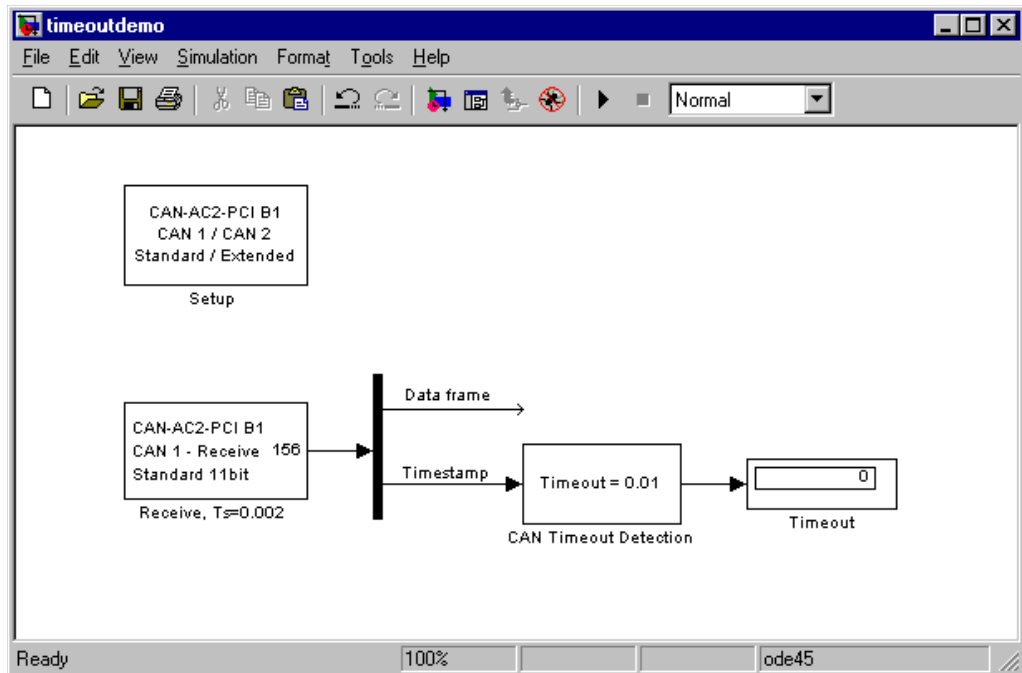 timeoutdemo
File Edit View Simulation Format Tools Help
Normal
CAN-AC2-PCI B1
CAN 1 / CAN 2
Standard / Extended
Setup
Data frame
CAN-AC2-PCI B1
CAN 1 - Receive 156
Standard 11bit
Receive, Ts=0.002
Timestamp
Timeout = 0.01
CAN Timeout Detection
0
Timeout
Ready 100% ode45